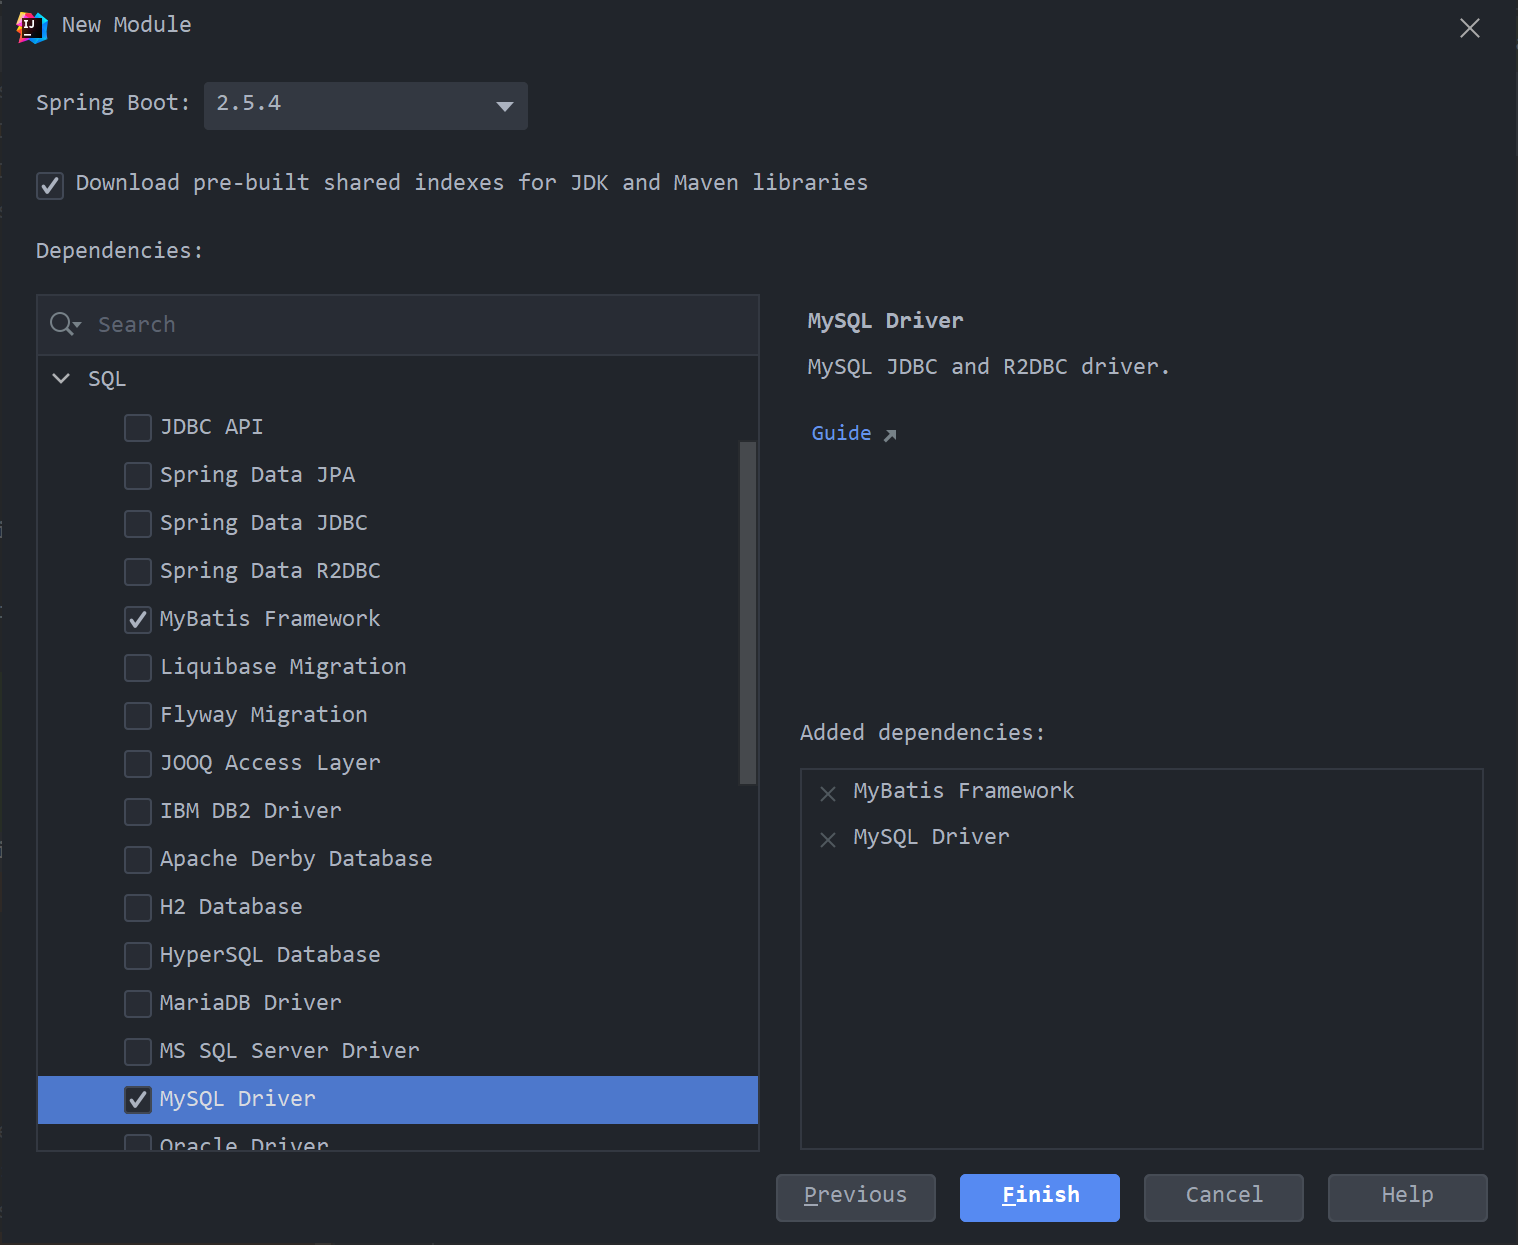 New Module
Spring Boot: 2.5.4
Download pre-built shared indexes for JDK and Maven libraries
Dependencies:
Search
SQL
JDBC API
Spring Data JPA
Spring Data JDBC
Spring Data R2DBC
MyBatis Framework
Liquibase Migration
Flyway Migration
JOOQ Access Layer
IBM DB2 Driver
Apache Derby Database
H2 Database
HyperSQL Database
MariaDB Driver
MS SQL Server Driver
MySQL Driver
Oracle Driver
MySQL Driver
MySQL JDBC and R2DBC driver.
Guide
Added dependencies:
MyBatis Framework
MySQL Driver
Previous Finish Cancel Help